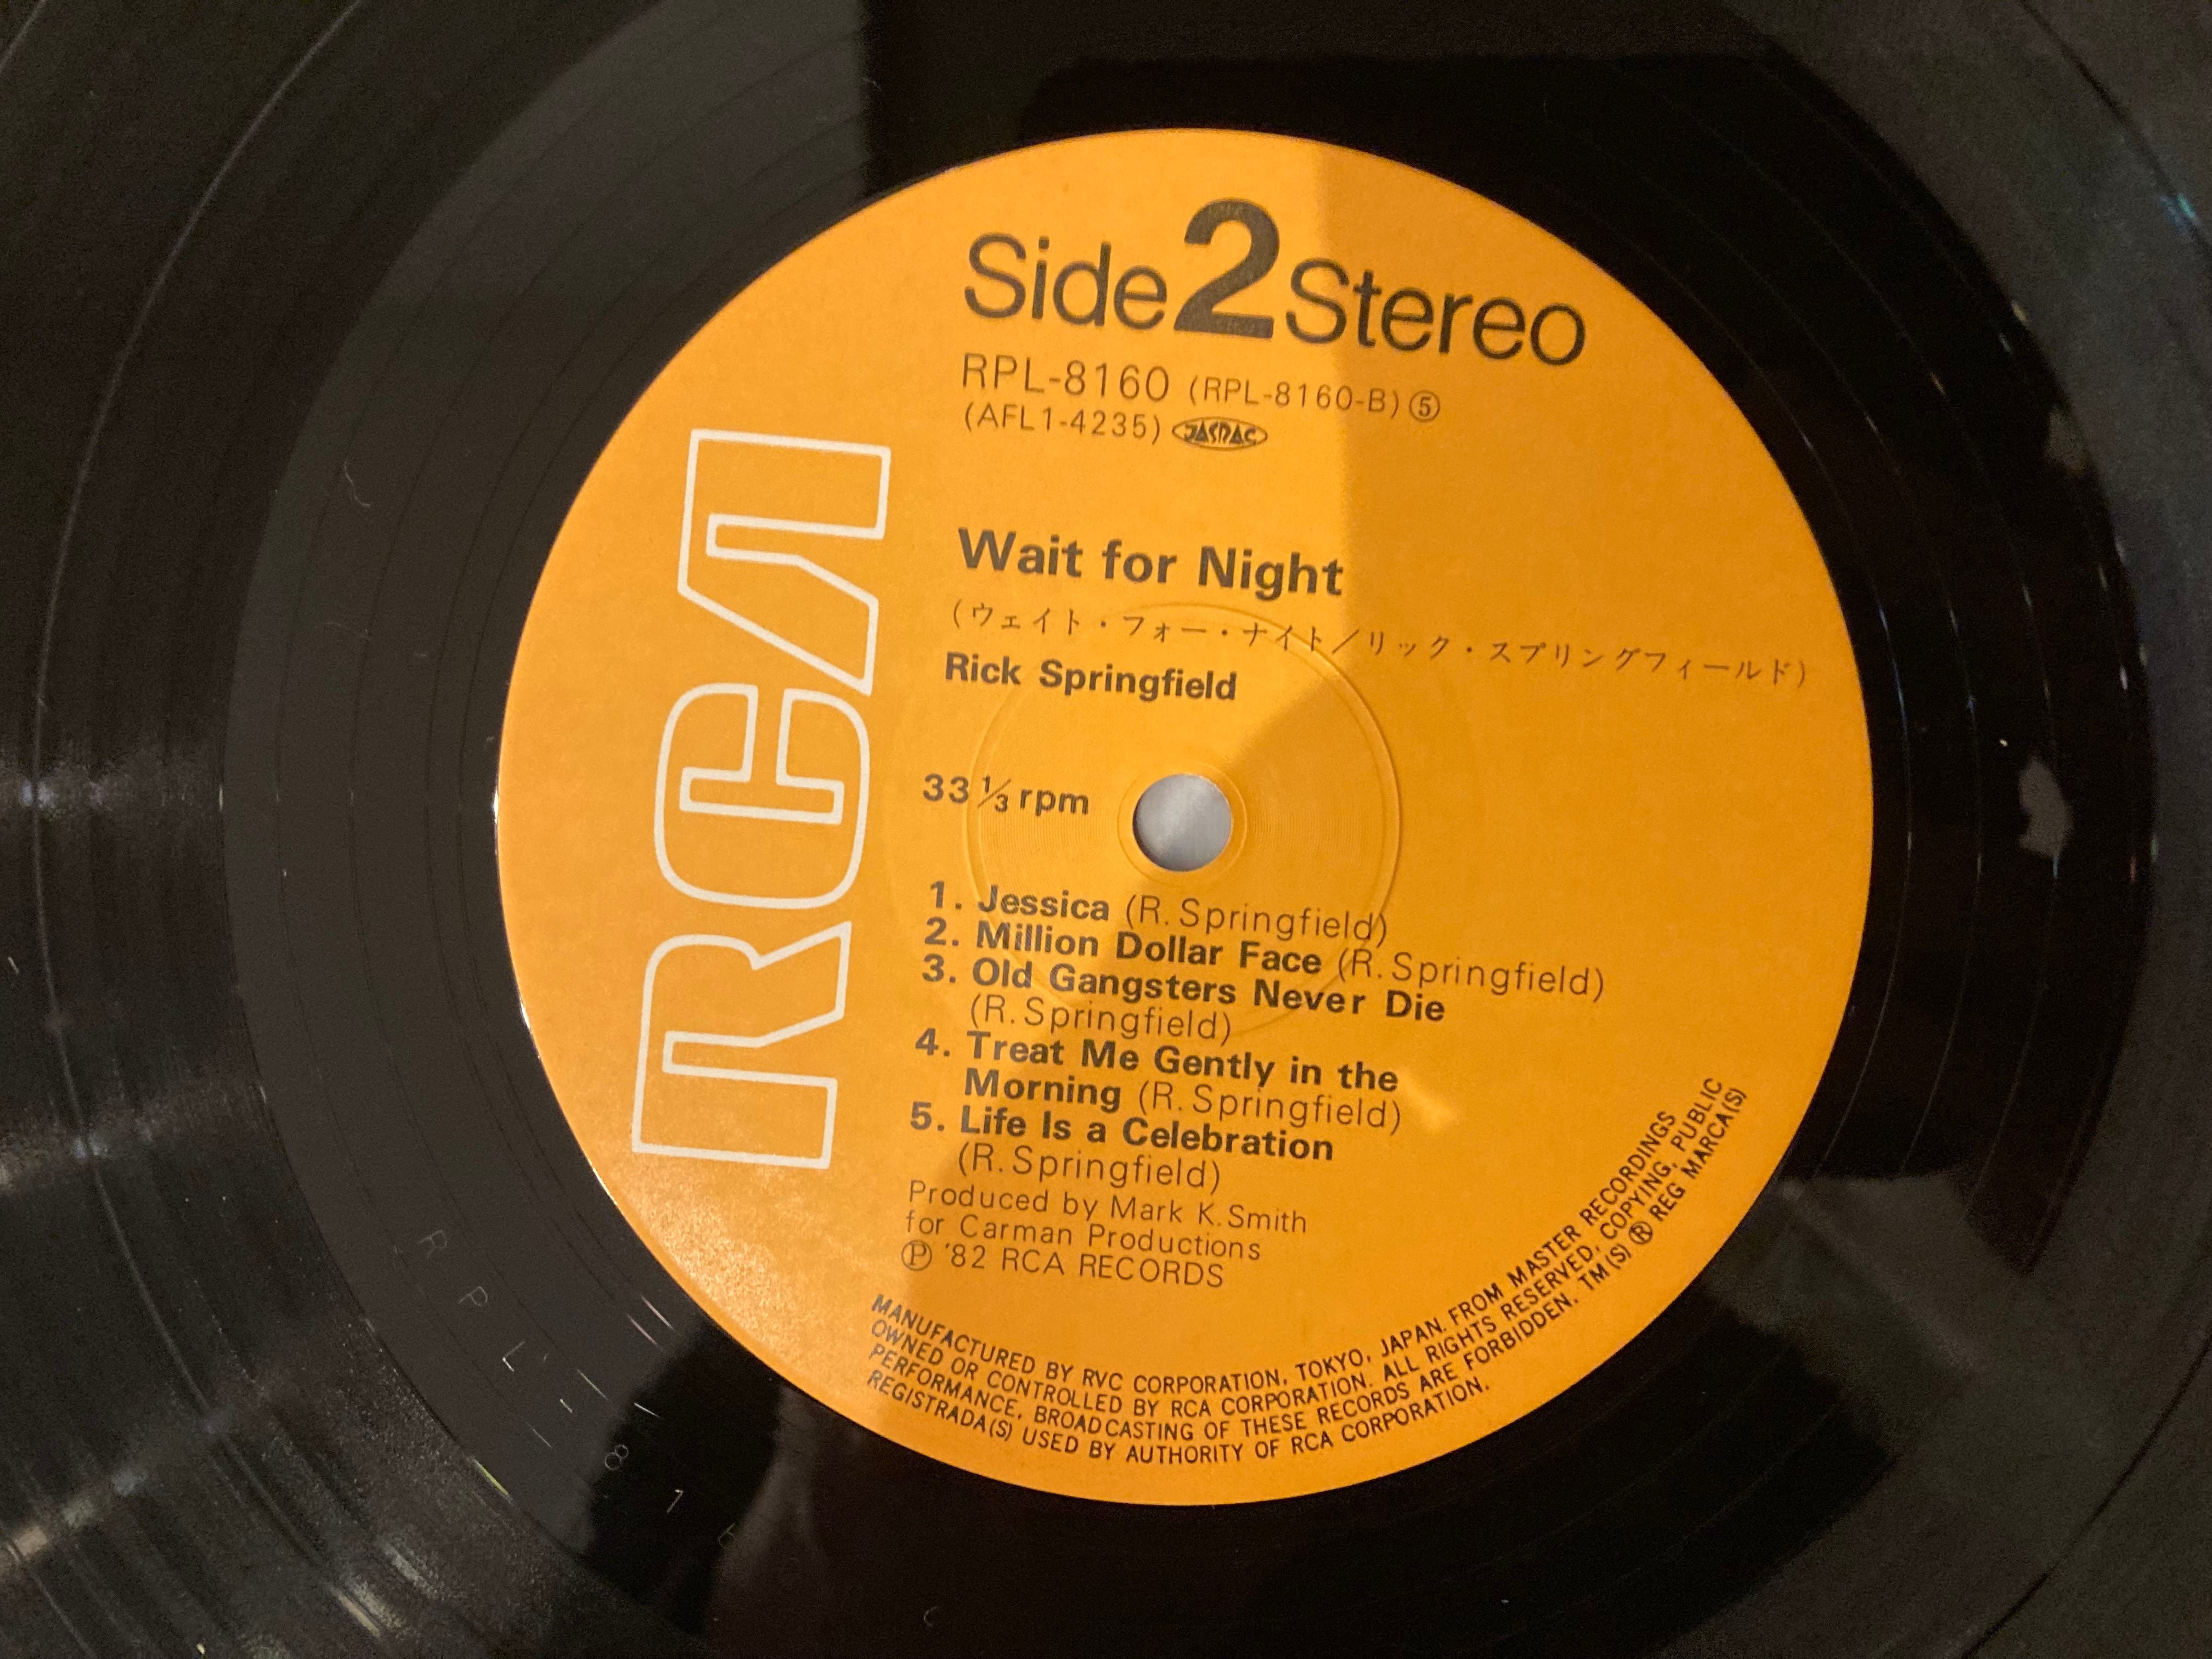 Side 2 Stereo
RPL-8160 (RPL-8160-B) ⑤
(AFL1-4235) JASRAC
RCA
Wait for Night
(ウェイト・フォー・ナイト/リック・スプリングフィールド)
Rick Springfield
33 1/3 rpm
1. Jessica (R. Springfield)
2. Million Dollar Face (R. Springfield)
3. Old Gangsters Never Die
(R. Springfield)
4. Treat Me Gently in the
Morning (R. Springfield)
5. Life Is a Celebration
(R. Springfield)
Produced by Mark K. Smith
for Carman Productions
Ⓟ '82 RCA RECORDS
MANUFACTURED BY RVC CORPORATION, TOKYO, JAPAN. FROM MASTER RECORDINGS
OWNED OR CONTROLLED BY RCA CORPORATION. ALL RIGHTS RESERVED, COPYING, PUBLIC
PERFORMANCE, BROADCASTING OF THESE RECORDS ARE FORBIDDEN. TM(S) ® REG MARCA(S)
REGISTRADA(S) USED BY AUTHORITY OF RCA CORPORATION.